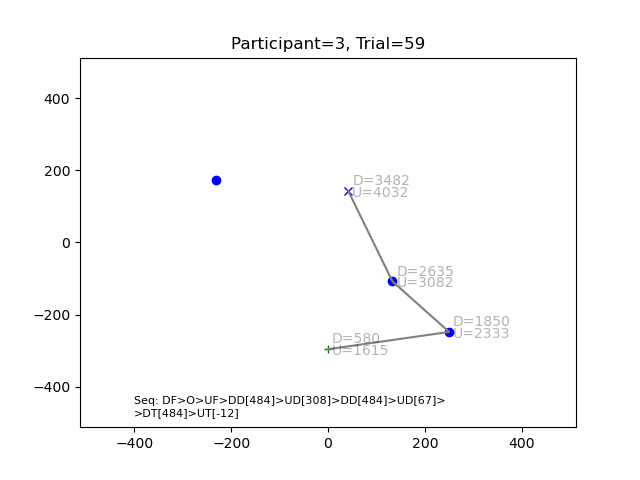 Participant=3, Trial=59
400
200
0
−200
−400
D=3482
U=4032
D=2635
U=3082
D=1850
U=2333
D=580
U=1615
Seq: DF>O>UF>DD[484]>UD[308]>DD[484]>UD[67]>
>DT[484]>UT[-12]
−400
−200
0
200
400